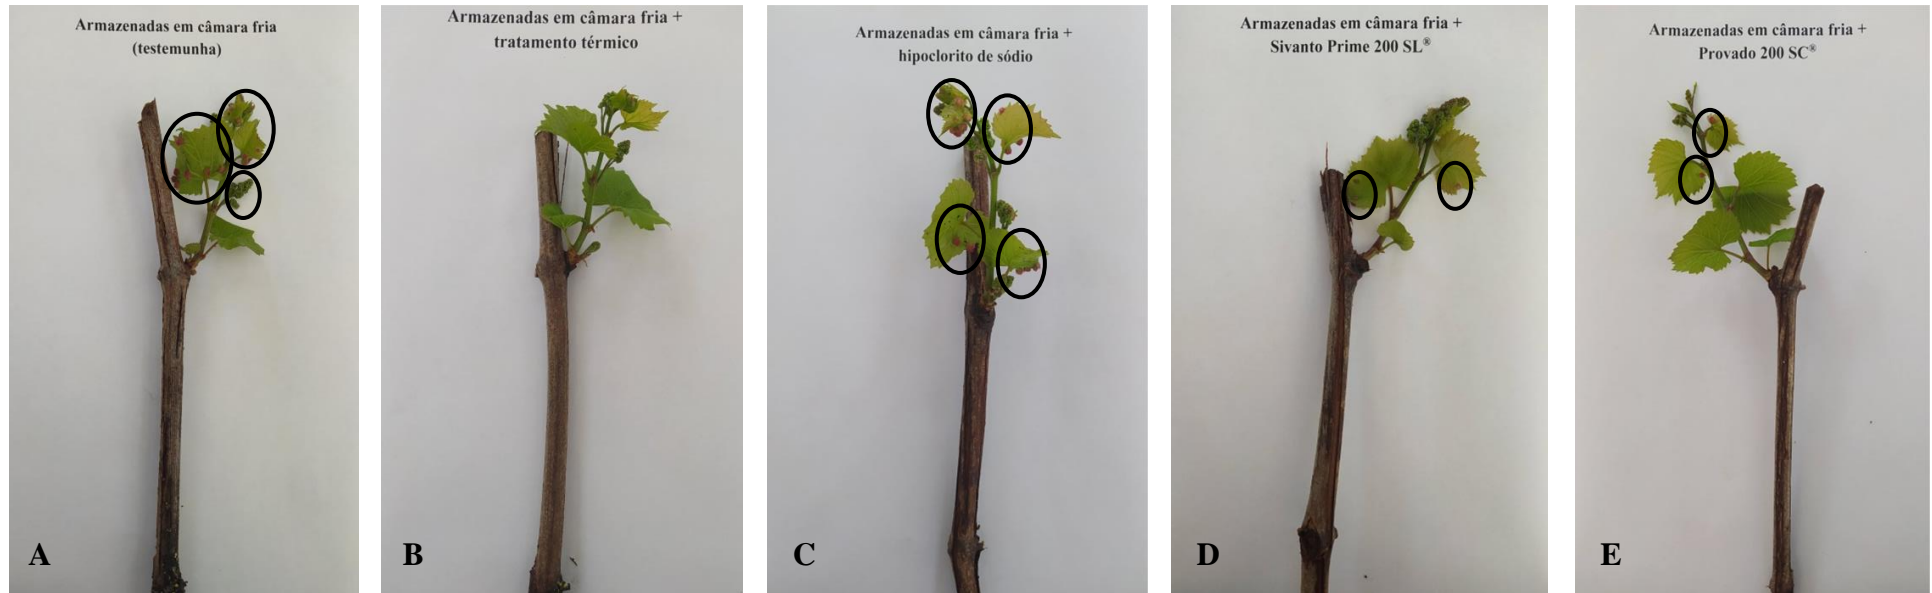 Armazenadas em câmara fria
(testemunha)
A
Armazenadas em câmara fria +
tratamento térmico
B
Armazenadas em câmara fria +
hipoclorito de sódio
C
Armazenadas em câmara fria +
Sivanto Prime 200 SL®
D
Armazenadas em câmara fria +
Provado 200 SC®
E